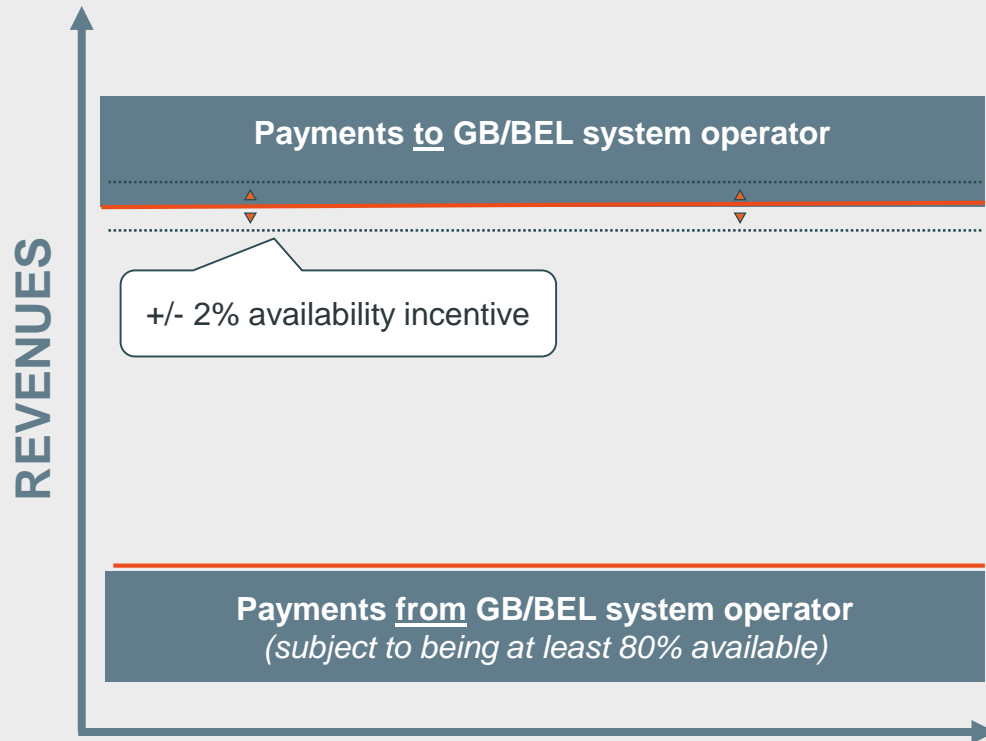 Payments to GB/BEL system operator
+/- 2% availability incentive
REVENUES
Payments from GB/BEL system operator
(subject to being at least 80% available)